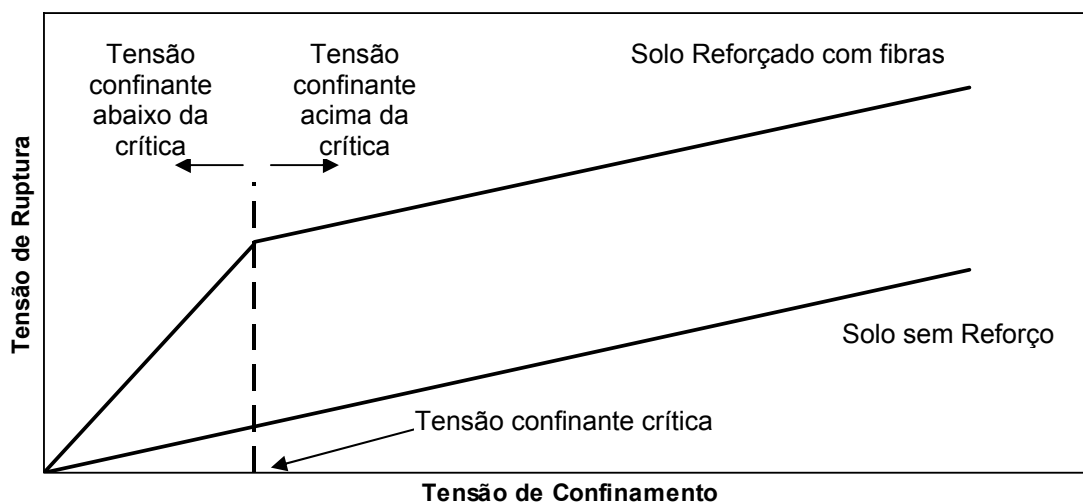 Tensão
confinante
abaixo da
crítica
Tensão
confinante
acima da
crítica
Solo Reforçado com fibras
Tensão de Ruptura
Solo sem Reforço
Tensão confinante crítica
Tensão de Confinamento